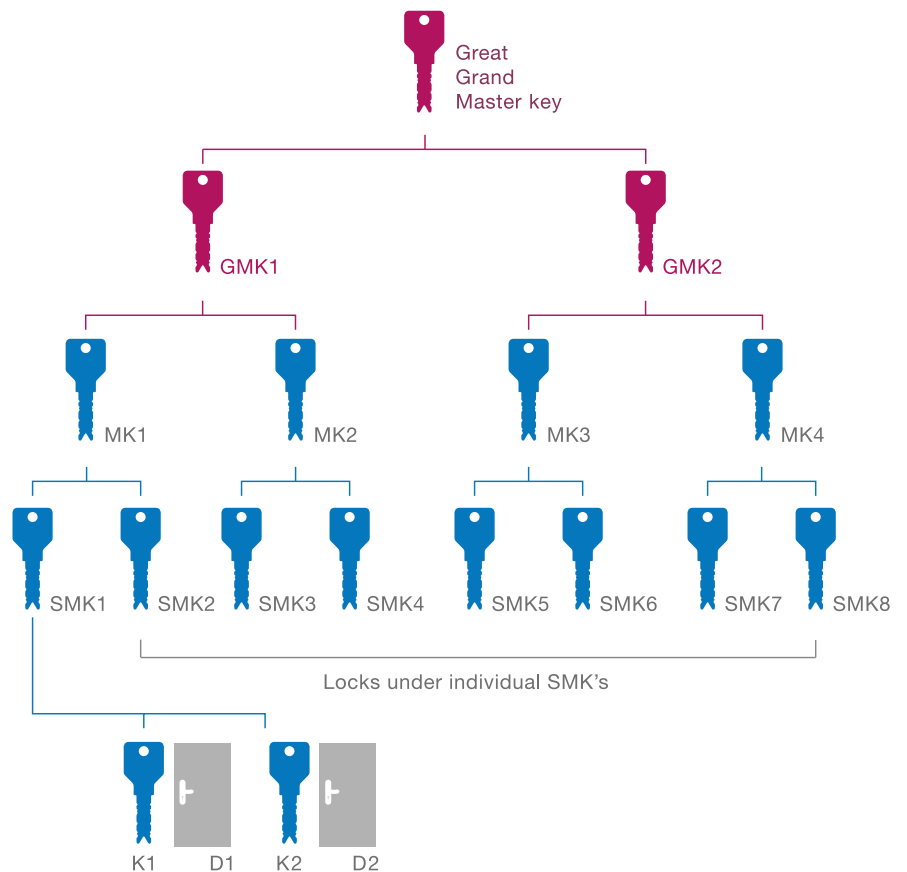 Great
Grand
Master key
GMK1
GMK2
MK1
MK2
MK3
MK4
SMK1
SMK2
SMK3
SMK4
SMK5
SMK6
SMK7
SMK8
Locks under individual SMK's
K1
D1
K2
D2